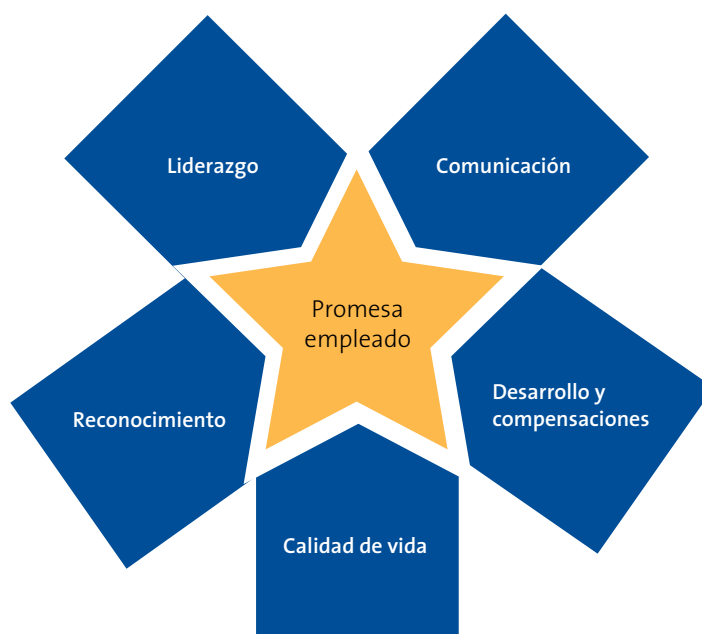 Liderazgo
Comunicación
Promesa
empleado
Reconocimiento
Desarrollo y
compensaciones
Calidad de vida